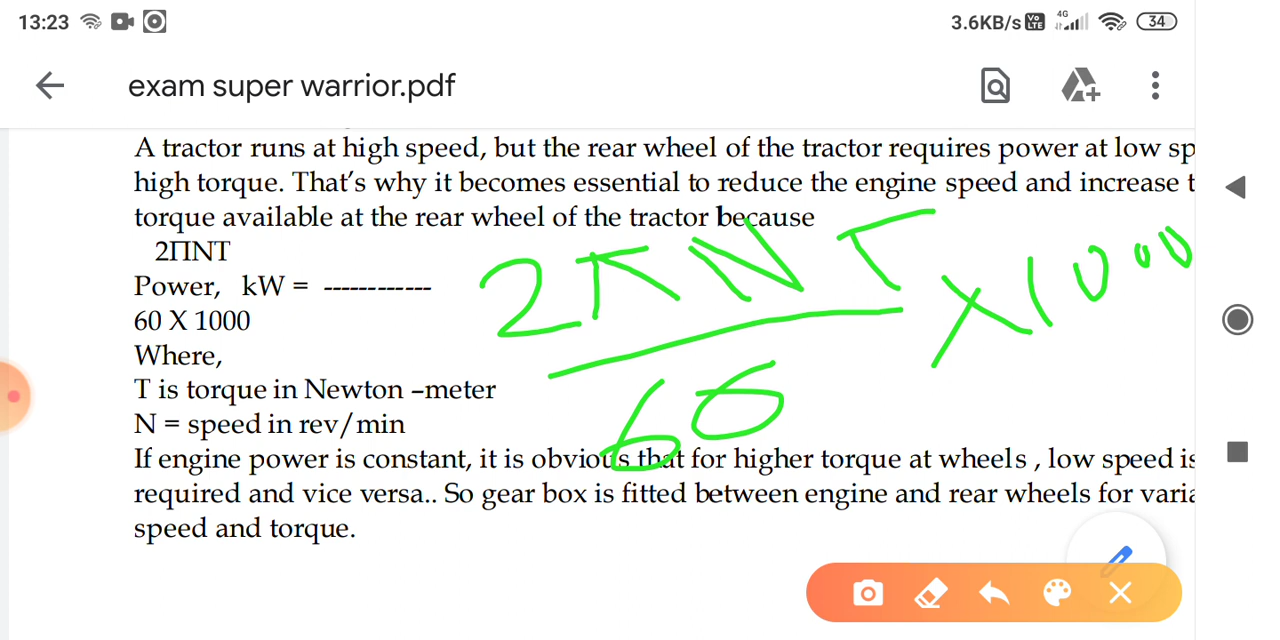 13:23 3.6KB/s Vo LTE 4G 34
exam super warrior.pdf
A tractor runs at high speed, but the rear wheel of the tractor requires power at low sp
high torque. That's why it becomes essential to reduce the engine speed and increase t
torque available at the rear wheel of the tractor because
2ΠNT
Power, kW = ------------
60 X 1000
Where,
T is torque in Newton –meter
N = speed in rev/min
If engine power is constant, it is obvious that for higher torque at wheels , low speed is
required and vice versa.. So gear box is fitted between engine and rear wheels for varia
speed and torque.
2πNT
60
X1000